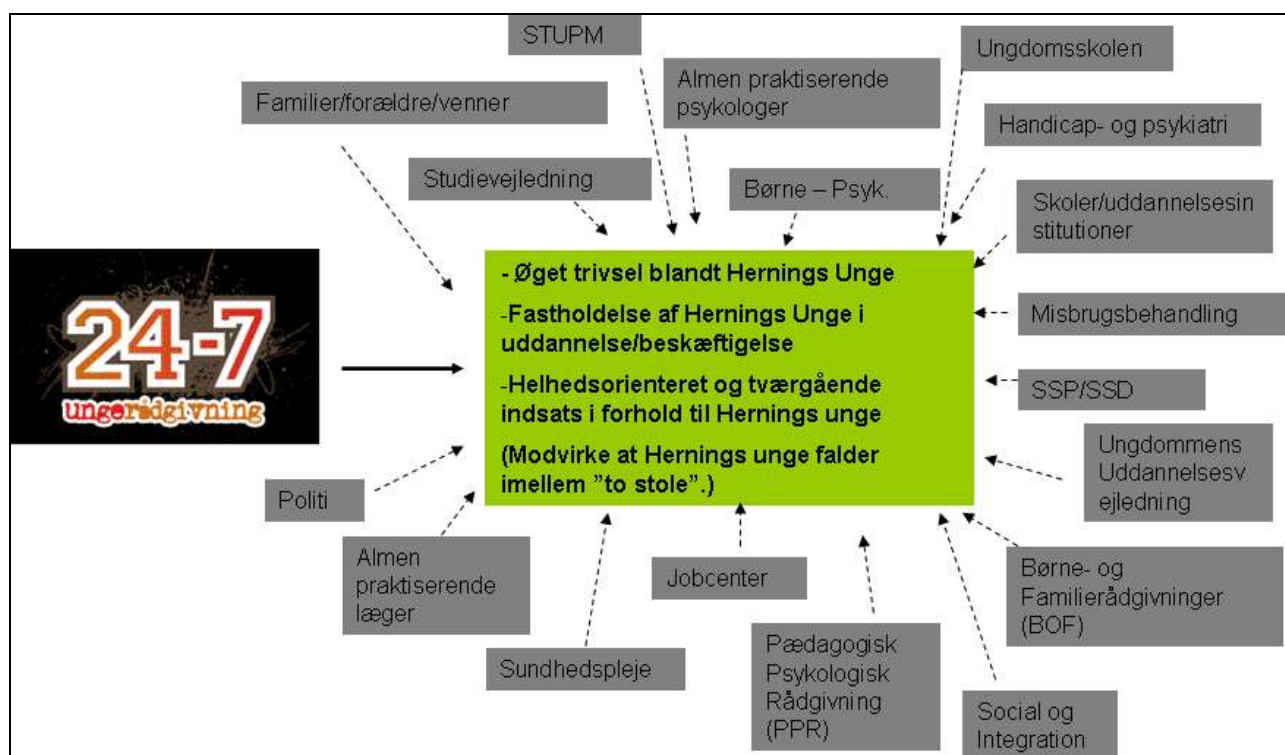 STUPM
Ungdomsskolen
Familier/forældre/venner
Almen praktiserende
psykologer
Handicap- og psykiatri
Studievejledning
Børne – Psyk.
Skoler/uddannelsesin
stitutioner
24-7
ungerådgivning
- Øget trivsel blandt Hernings Unge
-Fastholdelse af Hernings Unge i
uddannelse/beskæftigelse
-Helhedsorienteret og tværgående
indsats i forhold til Hernings unge
(Modvirke at Hernings unge falder
imellem ”to stole”.)
Misbrugsbehandling
SSP/SSD
Ungdommens
Uddannelsesv
ejledning
Politi
Almen
praktiserende
læger
Jobcenter
Børne- og
Familierådgivninger
(BOF)
Sundhedspleje
Pædagogisk
Psykologisk
Rådgivning
(PPR)
Social og
Integration